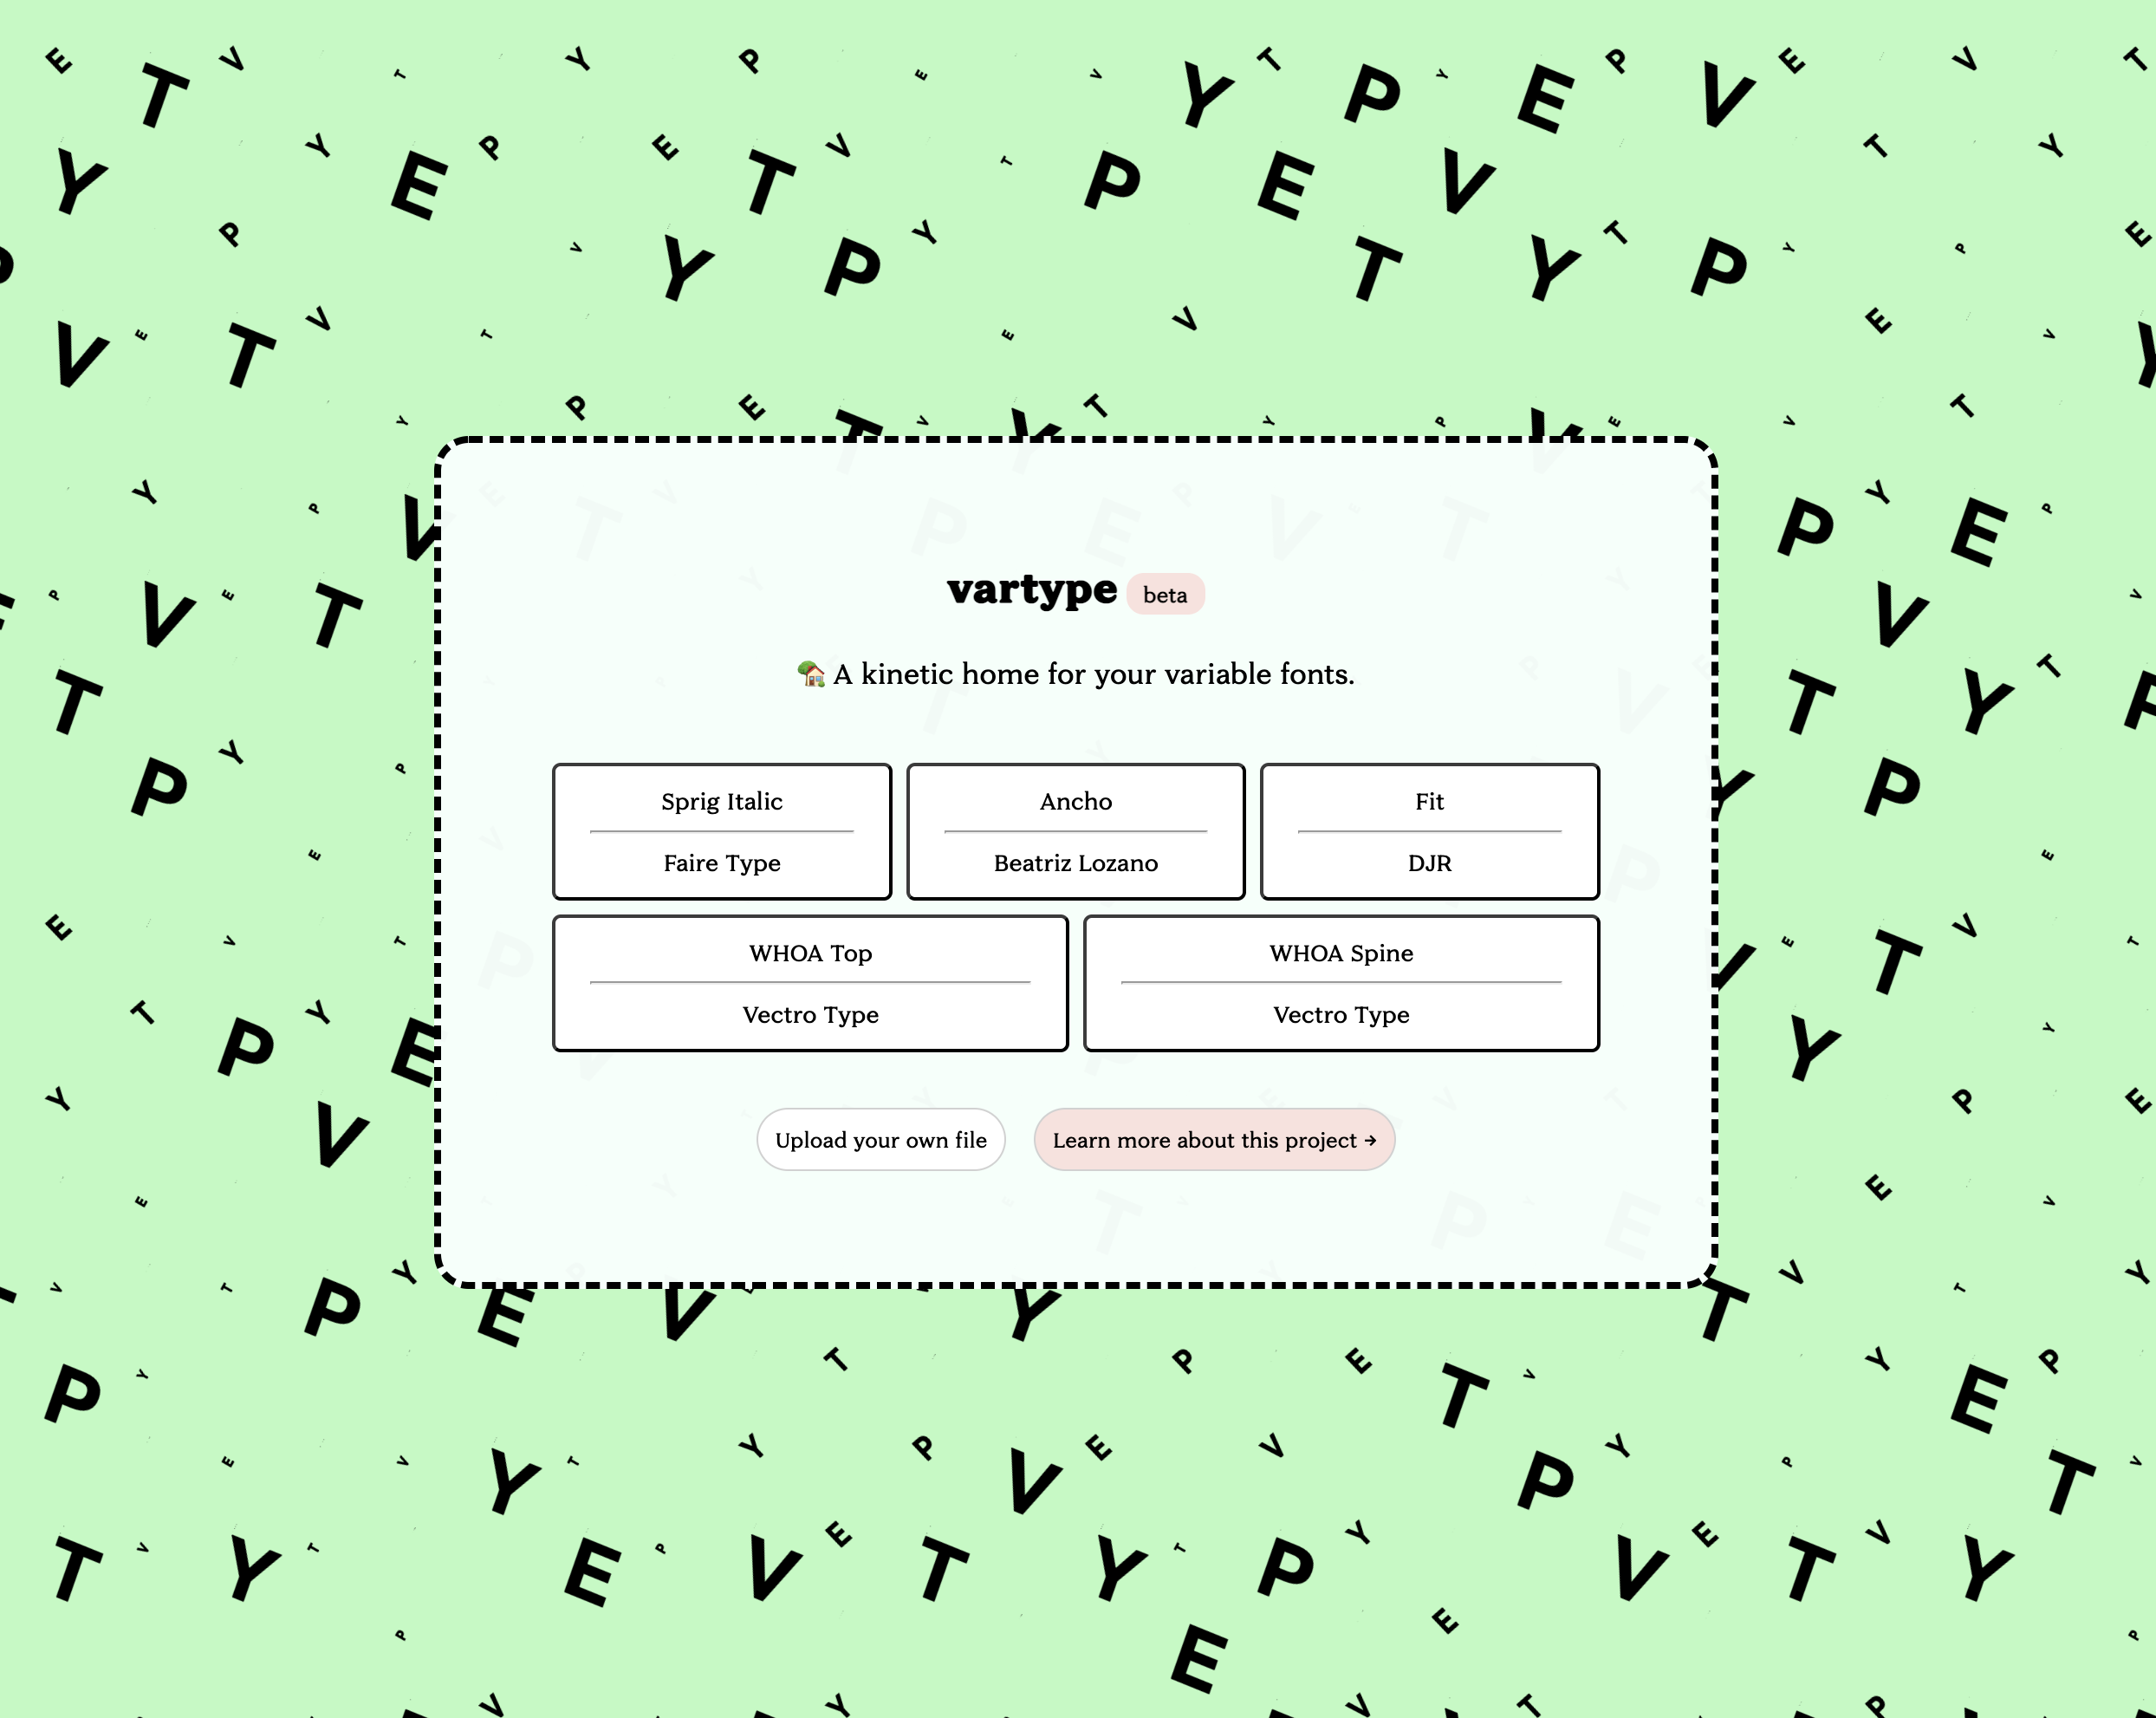 vartype beta
🏡 A kinetic home for your variable fonts.
Sprig Italic
Faire Type
Ancho
Beatriz Lozano
Fit
DJR
WHOA Top
Vectro Type
WHOA Spine
Vectro Type
Upload your own file
Learn more about this project →